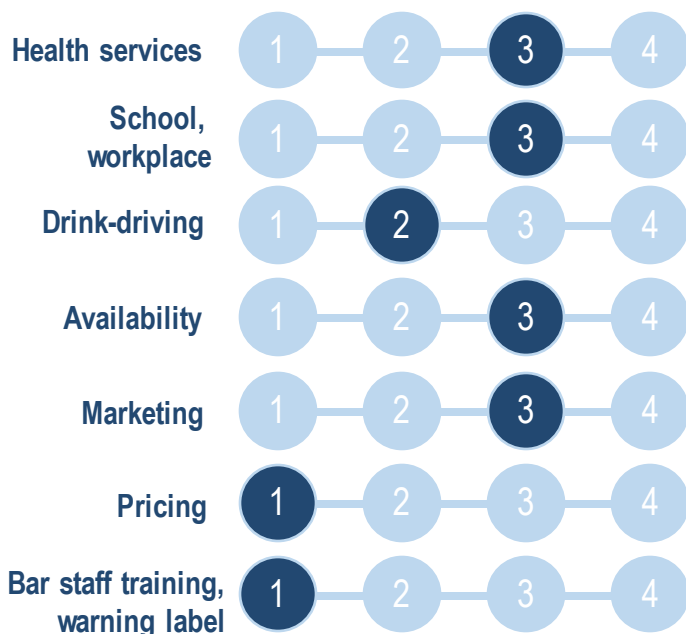 Health services 1 2 3 4
School,
workplace 1 2 3 4
Drink-driving 1 2 3 4
Availability 1 2 3 4
Marketing 1 2 3 4
Pricing 1 2 3 4
Bar staff training,
warning label 1 2 3 4